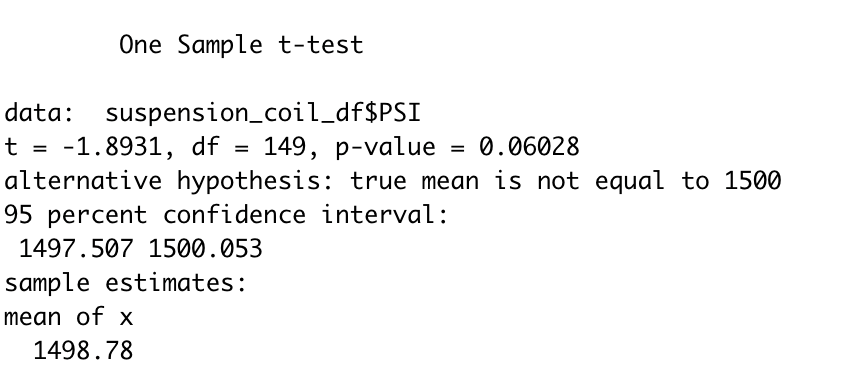 One Sample t-test
data:  suspension_coil_df$PSI
t = -1.8931, df = 149, p-value = 0.06028
alternative hypothesis: true mean is not equal to 1500
95 percent confidence interval:
 1497.507 1500.053
sample estimates:
mean of x
  1498.78